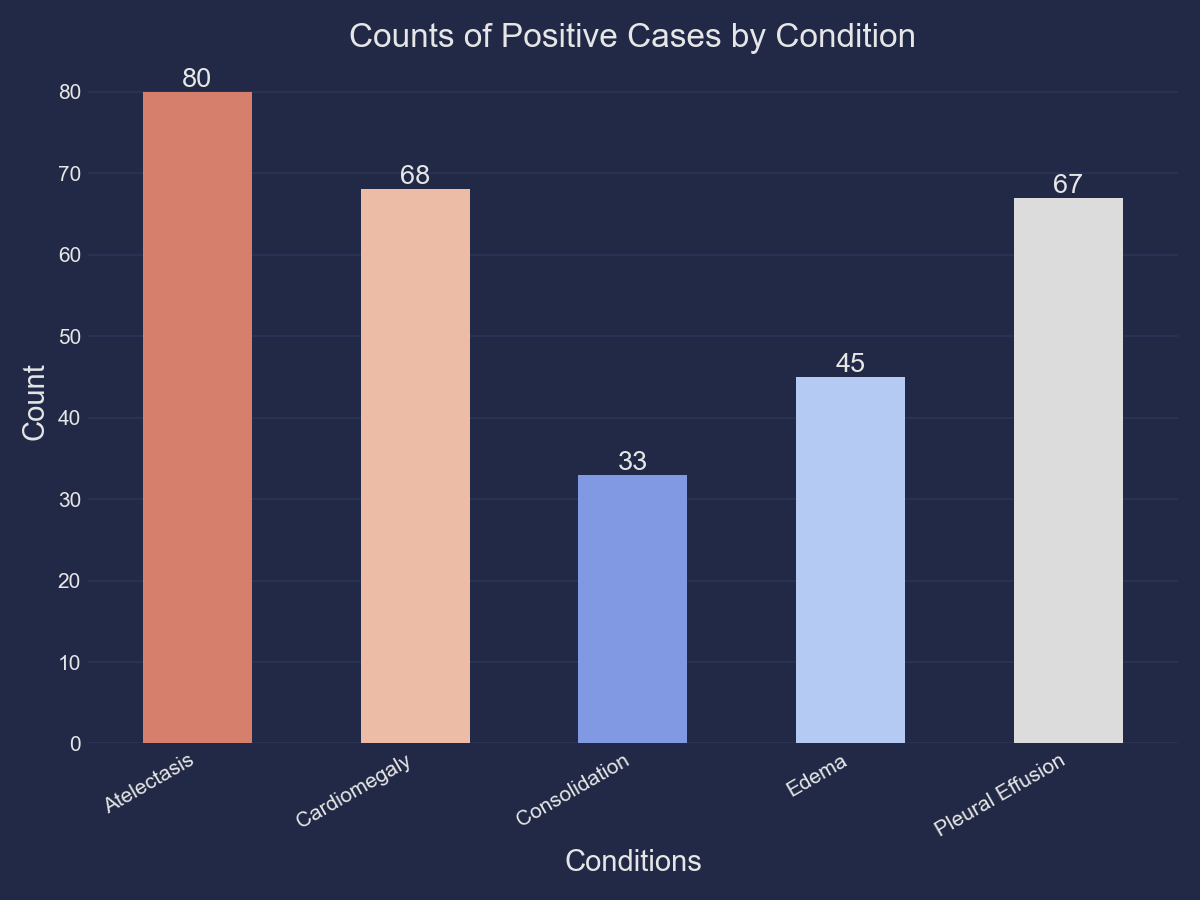 Counts of Positive Cases by Condition
80
68
33
45
67
80
70
60
50
40
30
20
10
0
Count
Atelectasis
Cardiomegaly
Consolidation
Edema
Pleural Effusion
Conditions